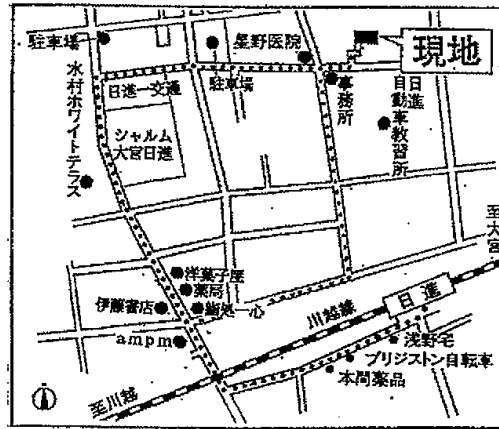 駐車場
星野医院
現地
水村ホワイトテラス
日進一交通
駐車場
事務所
日進
自動車教習所
シャルム
大宮日進
至大宮
洋菓子屋
薬局
伊藤書店
鮨処一心
日進
川越線
ampm
浅野宅
ブリジストン自転車
本間薬品
至川越